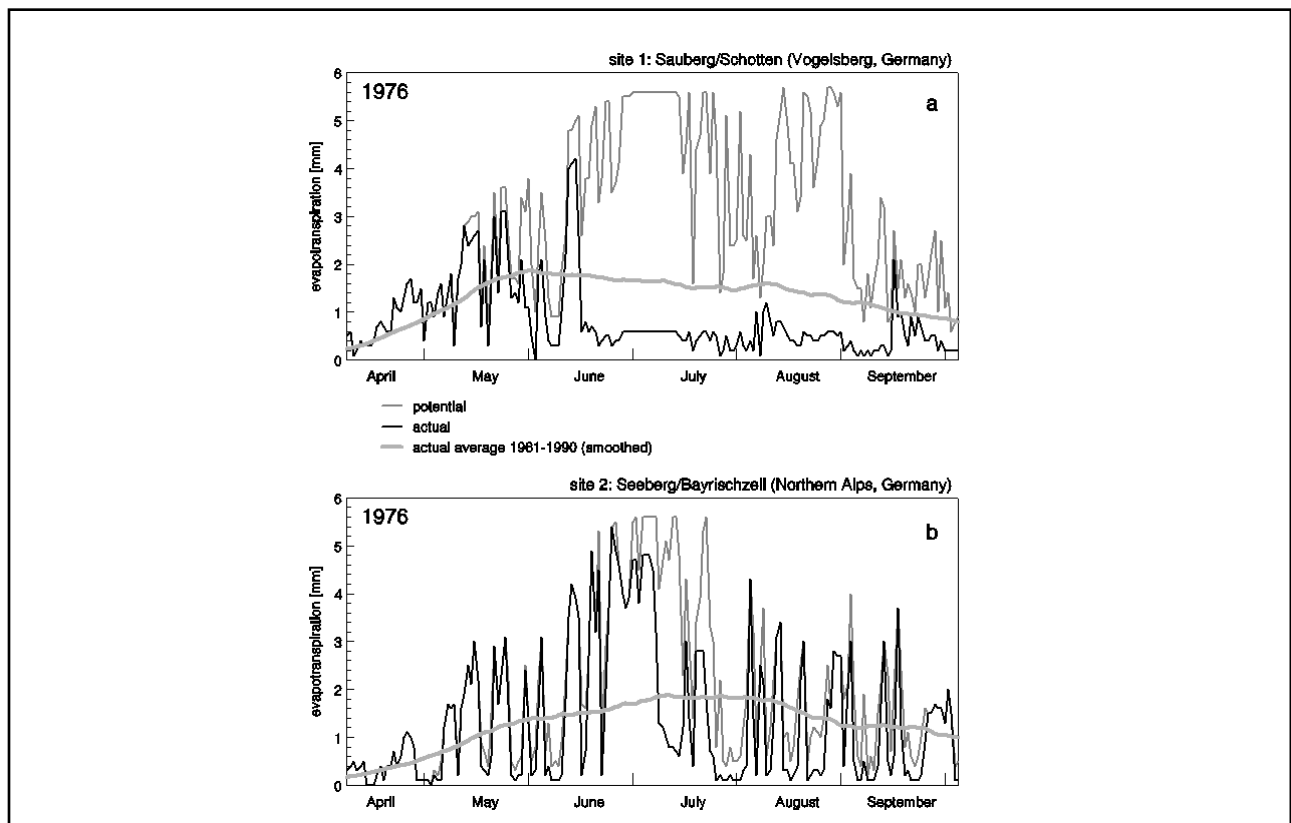 site 1: Sauberg/Schotten (Vogelsberg, Germany)
1976
a
evapotranspiration [mm]
6
5
4
3
2
1
0
April May June July August September
potential
actual
actual average 1961-1990 (smoothed)
site 2: Seeberg/Bayrischzell (Northern Alps, Germany)
1976
b
evapotranspiration [mm]
6
5
4
3
2
1
0
April May June July August September